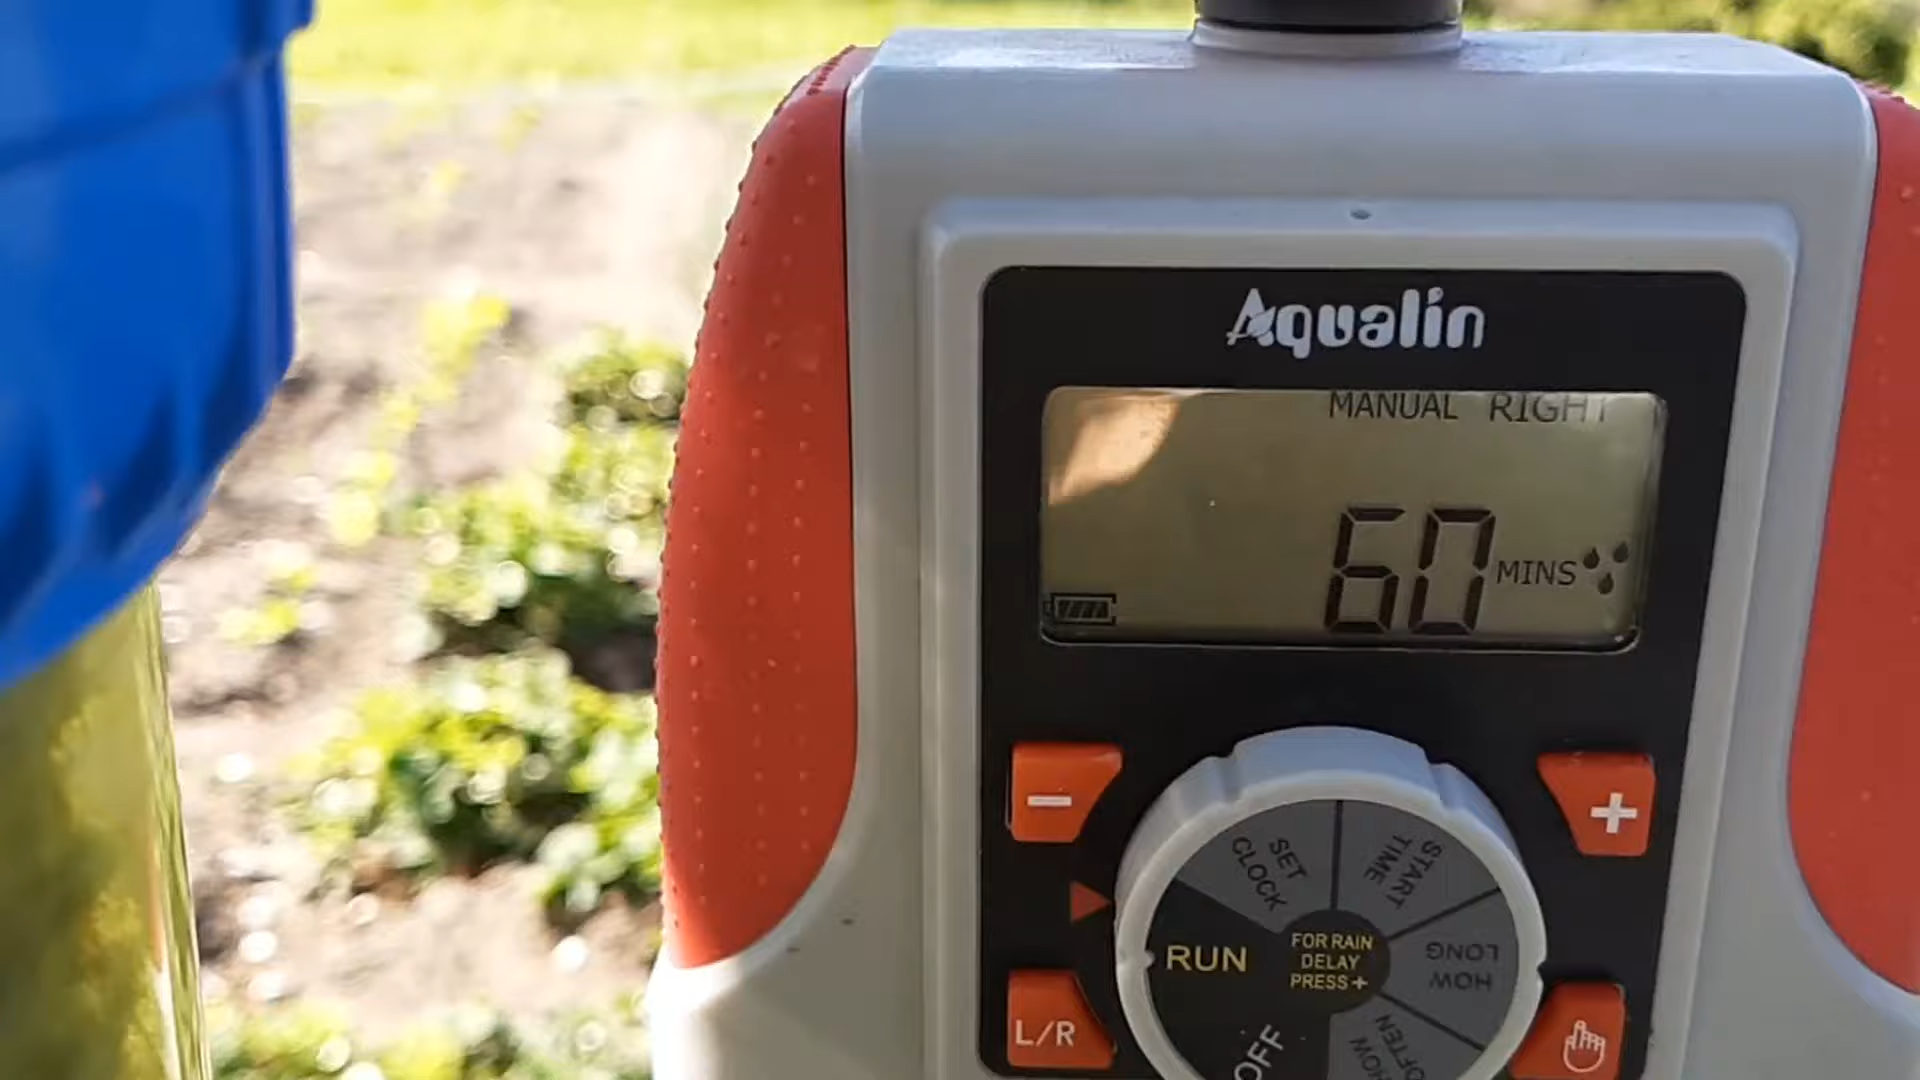 Aqualin
MANUAL RIGHT
60 MINS
-
+
SET
CLOCK
START
TIME
RUN
FOR RAIN
DELAY
PRESS+
HOW
LONG
L/R
OFF
HOW
OFTEN